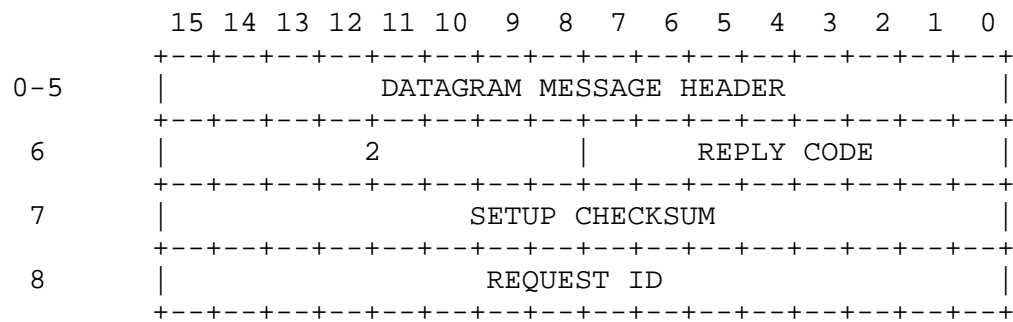 15 14 13 12 11 10 9 8 7 6 5 4 3 2 1 0
+--+--+--+--+--+--+--+--+--+--+--+--+--+--+--+--+
0-5 | DATAGRAM MESSAGE HEADER |
+--+--+--+--+--+--+--+--+--+--+--+--+--+--+--+--+
6 | 2 | REPLY CODE |
+--+--+--+--+--+--+--+--+--+--+--+--+--+--+--+--+
7 | SETUP CHECKSUM |
+--+--+--+--+--+--+--+--+--+--+--+--+--+--+--+--+
8 | REQUEST ID |
+--+--+--+--+--+--+--+--+--+--+--+--+--+--+--+--+